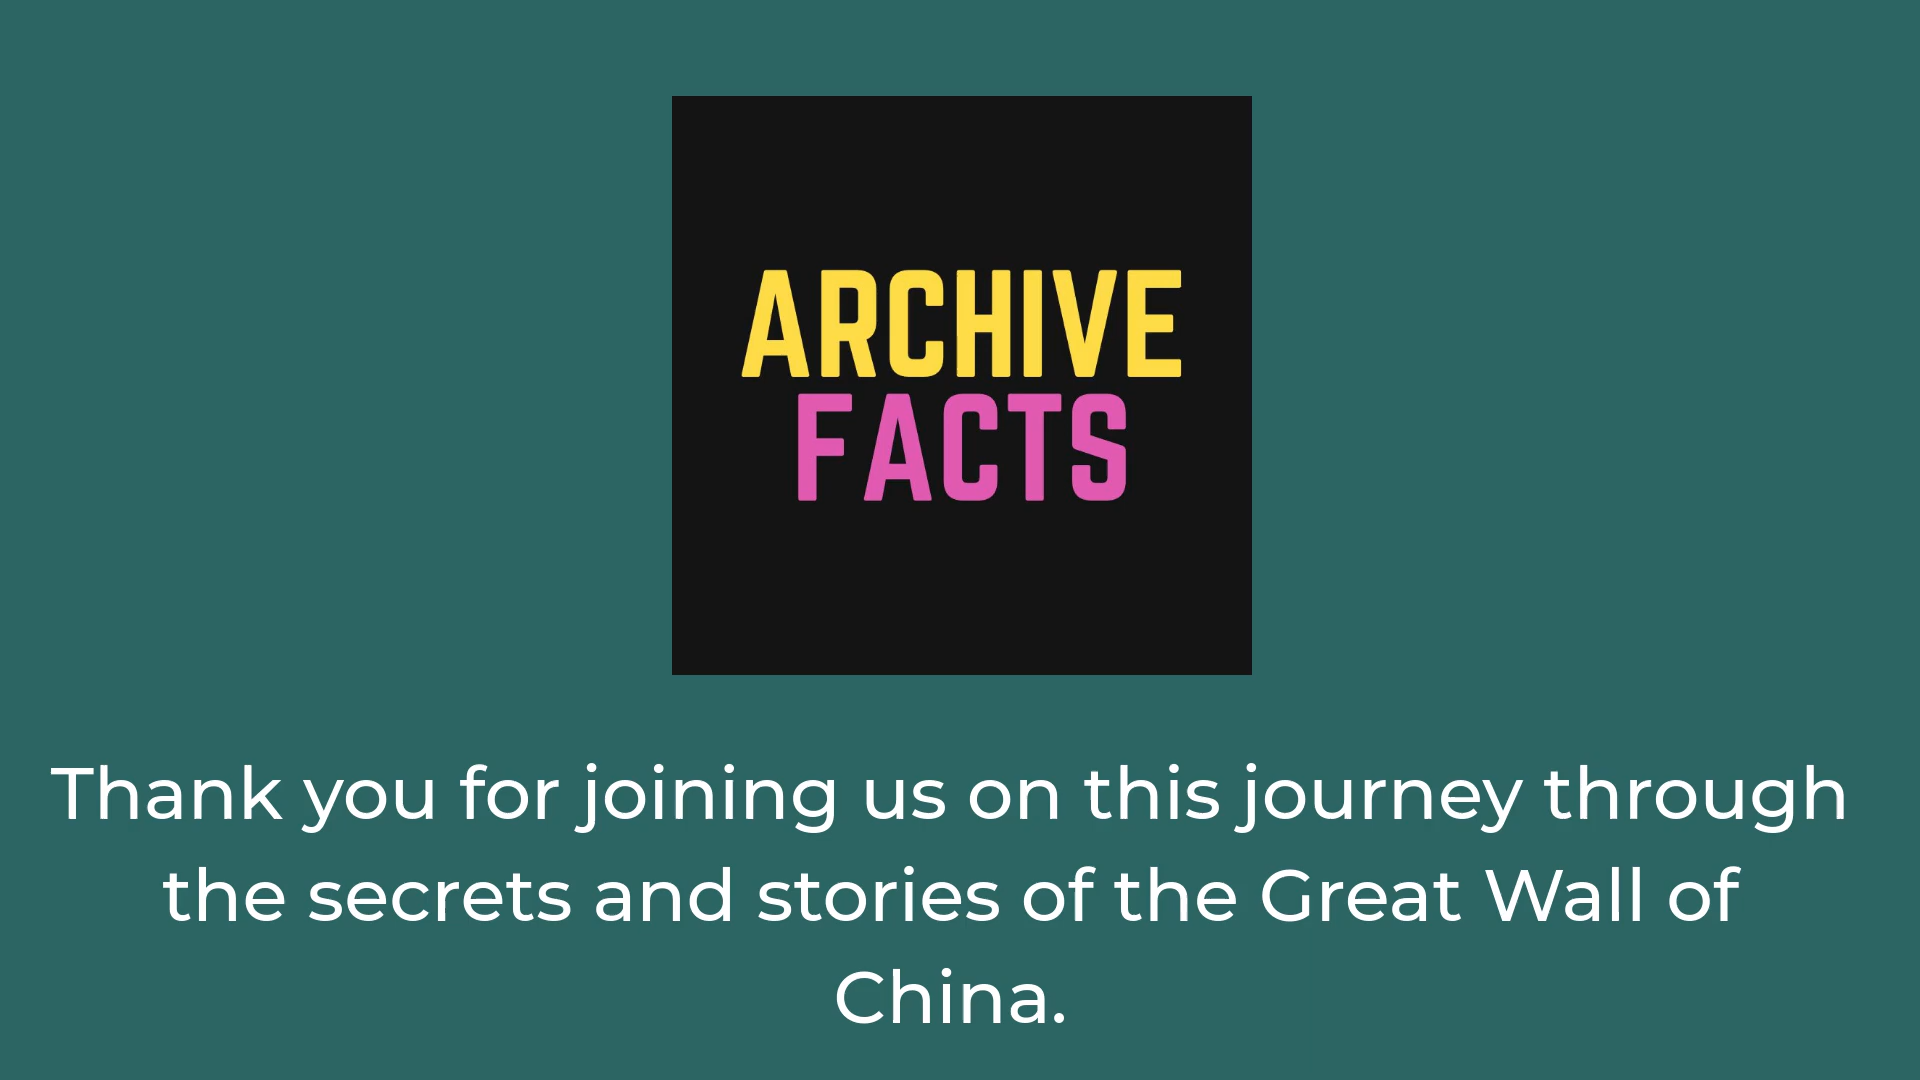 ARCHIVE
FACTS
Thank you for joining us on this journey through
the secrets and stories of the Great Wall of
China.